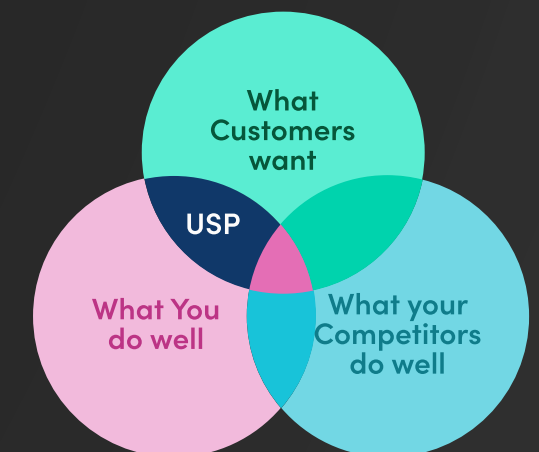 What
Customers
want
USP
What You
do well
What your
Competitors
do well